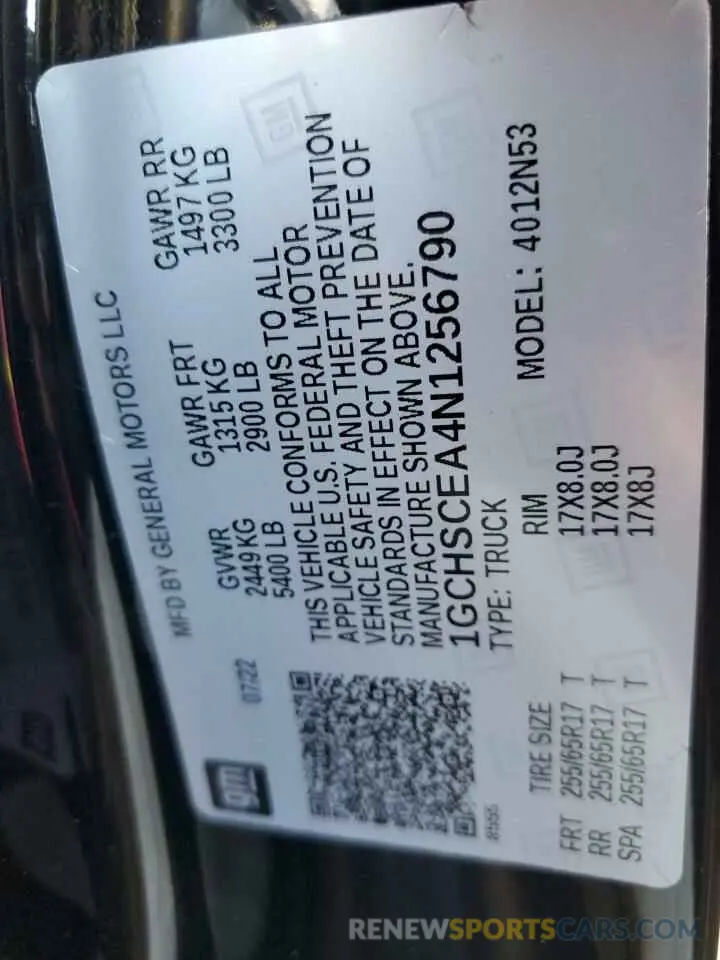 MFD BY GENERAL MOTORS LLC
gm
07/22
GVWR GAWR FRT GAWR RR
2449 KG 1315 KG 1497 KG
5400 LB 2900 LB 3300 LB
THIS VEHICLE CONFORMS TO ALL
APPLICABLE U.S. FEDERAL MOTOR
VEHICLE SAFETY AND THEFT PREVENTION
STANDARDS IN EFFECT ON THE DATE OF
MANUFACTURE SHOWN ABOVE.
1GCHSCEA4N1256790
TYPE: TRUCK MODEL: 4012N53
TIRE SIZE RIM
FRT 255/65R17 T 17X8.0J
RR 255/65R17 T 17X8.0J
SPA 255/65R17 T 17X8J
GM
RENEWSPORTSCARS.COM